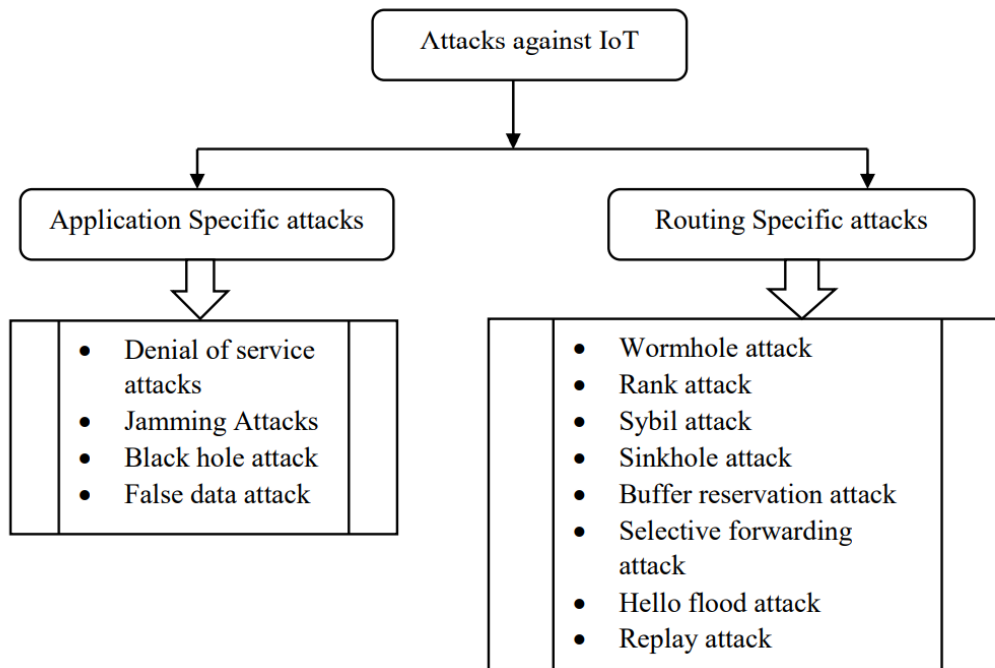 Attacks against IoT
Application Specific attacks
Routing Specific attacks
• Denial of service
attacks
• Jamming Attacks
• Black hole attack
• False data attack
• Wormhole attack
• Rank attack
• Sybil attack
• Sinkhole attack
• Buffer reservation attack
• Selective forwarding
attack
• Hello flood attack
• Replay attack